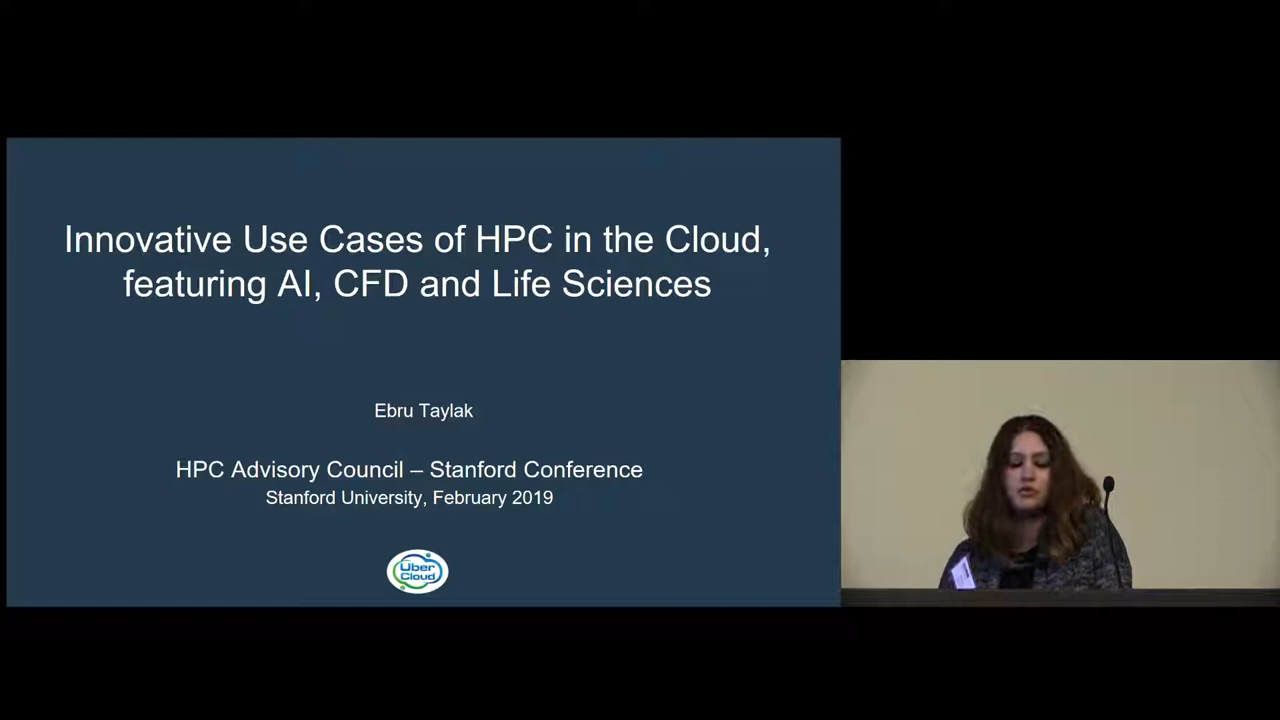 Innovative Use Cases of HPC in the Cloud,
featuring AI, CFD and Life Sciences
Ebru Taylak
HPC Advisory Council – Stanford Conference
Stanford University, February 2019
Über
Cloud